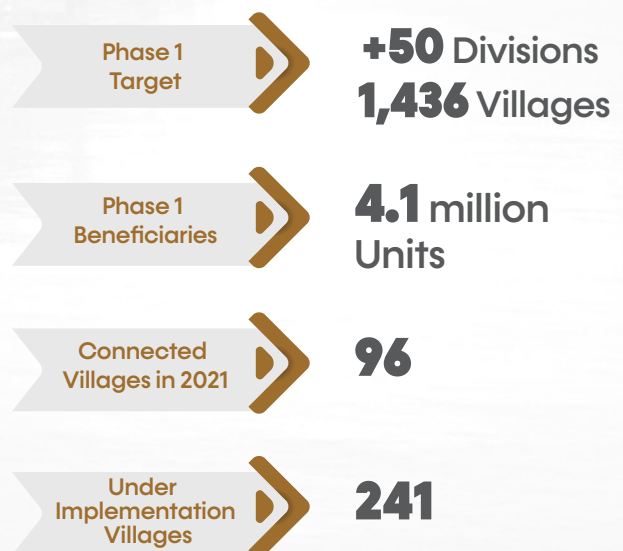 Phase 1
Target
+50 Divisions
1,436 Villages
Phase 1
Beneficiaries
4.1 million
Units
Connected
Villages in 2021
96
Under
Implementation
Villages
241